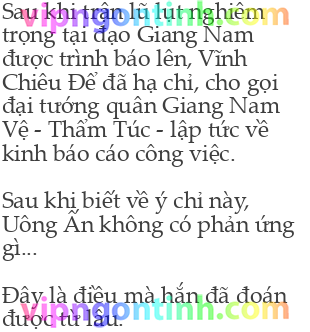 Sau khi trận lũ lụt nghiêm
trọng tại đạo Giang Nam
được trình báo lên, Vĩnh
Chiêu Đế đã hạ chỉ, cho gọi
đại tướng quân Giang Nam
Vệ - Thẩm Túc - lập tức về
kinh báo cáo công việc.

Sau khi biết về ý chỉ này,
Uông Ấn không có phản ứng
gì...

Đây là điều mà hắn đã đoán
được từ lâu.
vipngontinh.com
vipngontinh.com